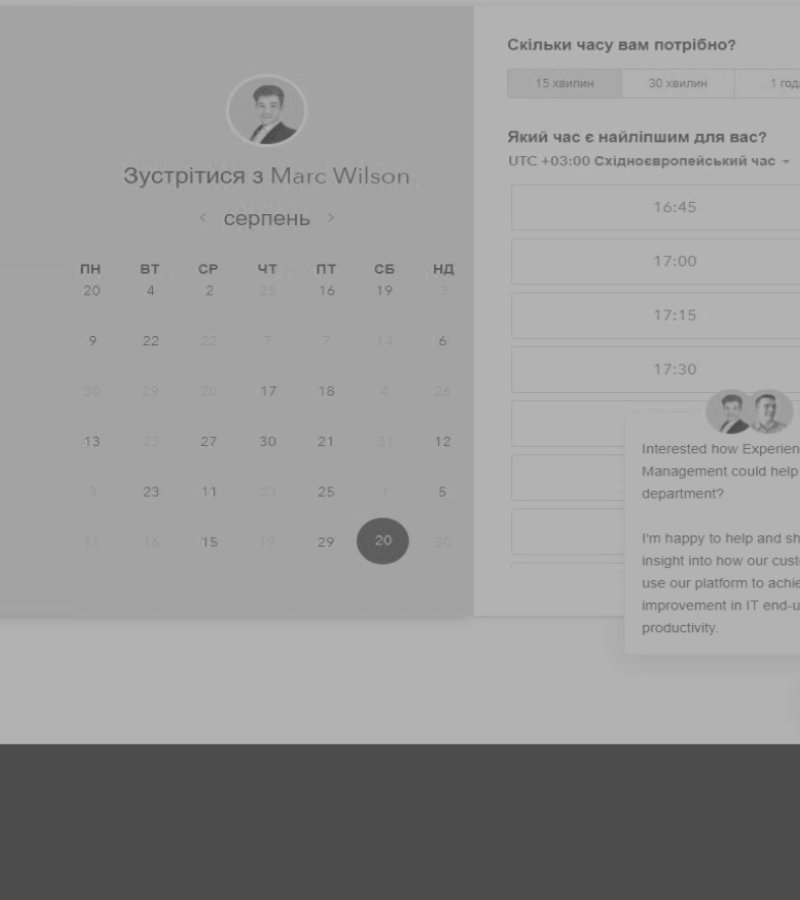 Зустрітися з Marc Wilson
серпень
ПН ВТ СР ЧТ ПТ СБ НД
20 4 2 25 16 19 3
9 22 22 7 7 14 6
30 29 20 17 18 4 26
13 23 27 30 21 31 12
3 23 11 23 25 1 5
11 16 15 19 29 20 30
Скільки часу вам потрібно?
15 хвилин 30 хвилин 1 год
Який час є найліпшим для вас?
UTC +03:00 Східноєвропейський час
16:45
17:00
17:15
17:30
Interested how Experien
Management could help
department?
I'm happy to help and sh
insight into how our cust
use our platform to achie
improvement in IT end-u
productivity.